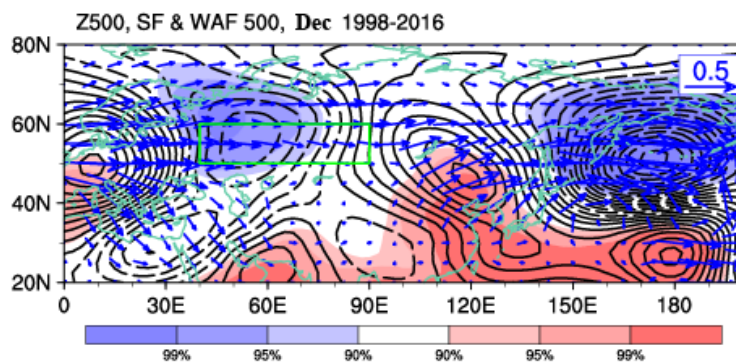 Z500, SF & WAF 500, Dec 1998-2016
80N
0.5
60N
40N
20N
0 30E 60E 90E 120E 150E 180
99% 95% 90% 90% 95% 99%